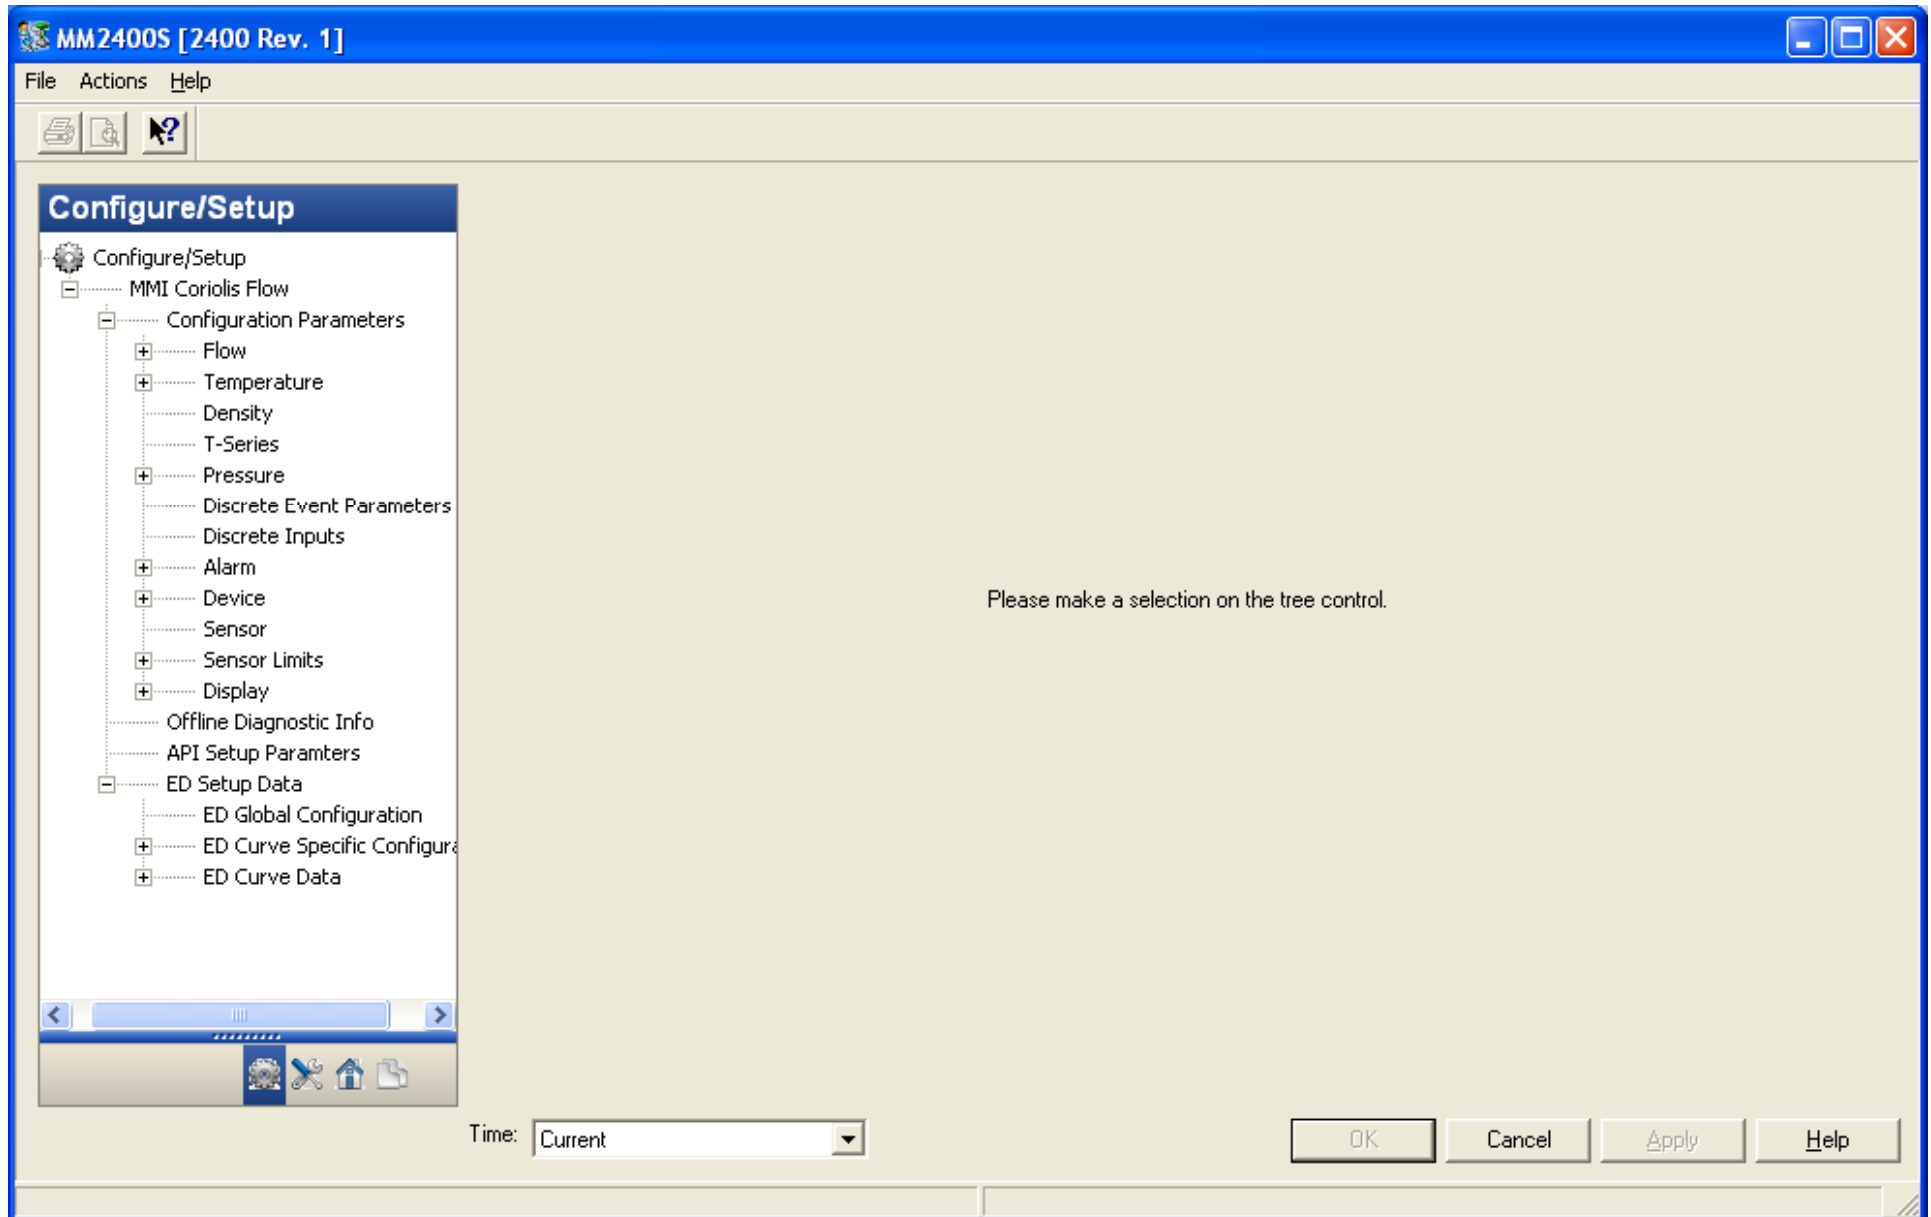 MM2400S [2400 Rev. 1]
File Actions Help
?
Configure/Setup
Configure/Setup
MMI Coriolis Flow
Configuration Parameters
Flow
Temperature
Density
T-Series
Pressure
Discrete Event Parameters
Discrete Inputs
Alarm
Device
Sensor
Sensor Limits
Display
Offline Diagnostic Info
API Setup Paramters
ED Setup Data
ED Global Configuration
ED Curve Specific Configura
ED Curve Data
Please make a selection on the tree control.
Time: Current
OK Cancel Apply Help